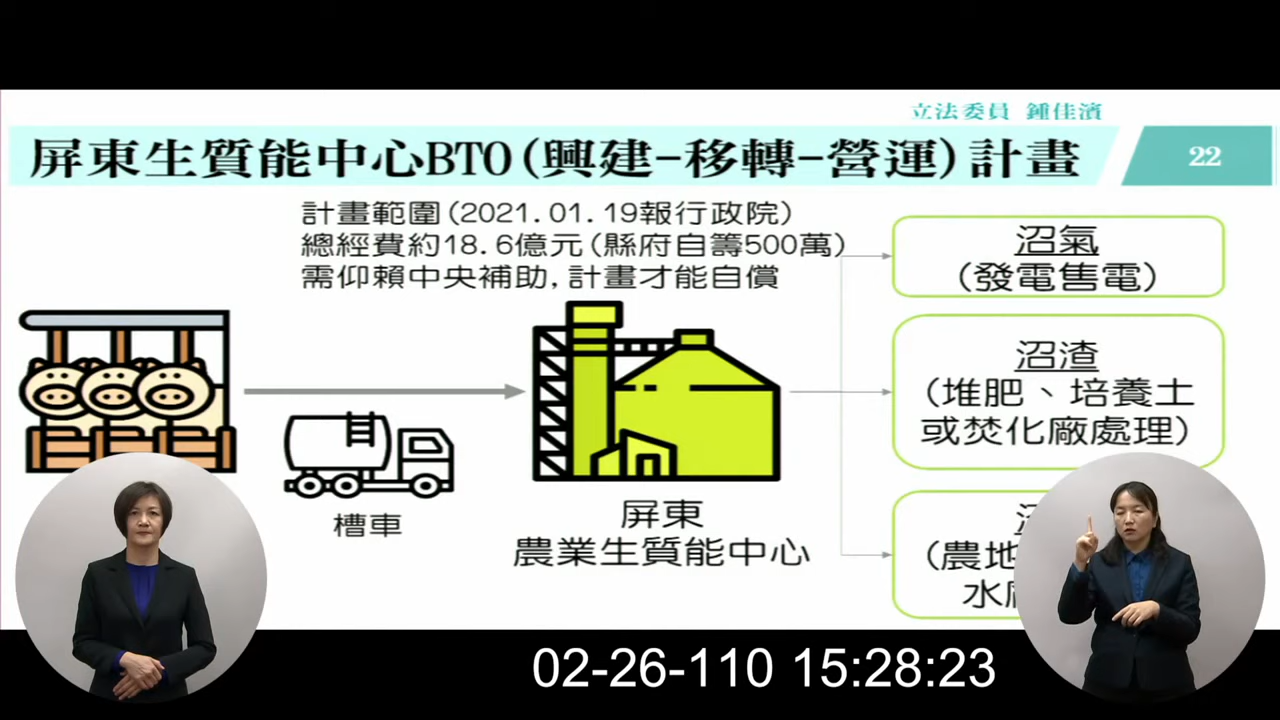 立法委員 鍾佳濱
屏東生質能中心BTO(興建-移轉-營運)計畫
22
計畫範圍(2021.01.19報行政院)
總經費約18.6億元(縣府自籌500萬)
需仰賴中央補助,計畫才能自償
沼氣
(發電售電)
沼渣
(堆肥、培養土
或焚化廠處理)
(農地
水
槽車
屏東
農業生質能中心
02-26-110 15:28:23